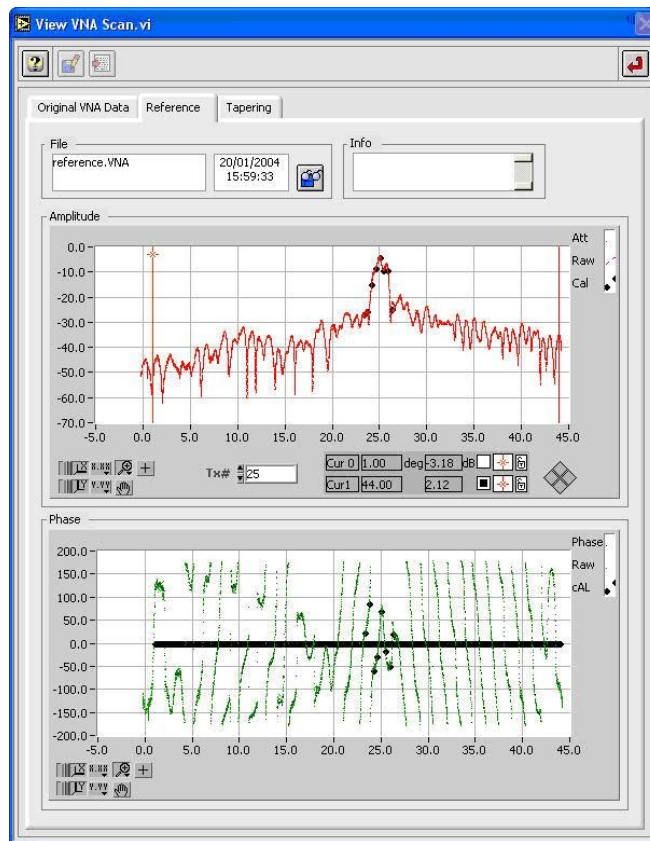 View VNA Scan.vi
Original VNA Data Reference Tapering
File
reference.VNA
20/01/2004
15:59:33
Info
Amplitude
0.0
-10.0
-20.0
-30.0
-40.0
-50.0
-60.0
-70.0
-5.0 0.0 5.0 10.0 15.0 20.0 25.0 30.0 35.0 40.0 45.0
Att
Raw
Cal
X X.XX
Y Y.YY
Tx# 25
Cur 0 1.00 deg -3.18 dB
Cur1 44.00 2.12
Phase
200.0
150.0
100.0
50.0
0.0
-50.0
-100.0
-150.0
-200.0
-5.0 0.0 5.0 10.0 15.0 20.0 25.0 30.0 35.0 40.0 45.0
Phase
Raw
cAL
X X.XX
Y Y.YY